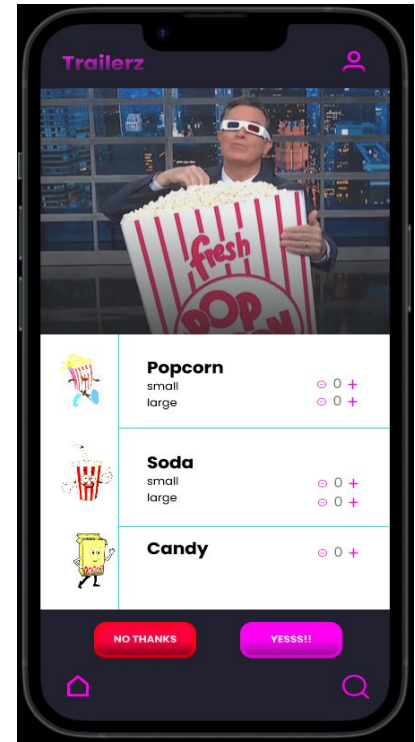 Trailerz
fresh
POP
Popcorn
small 0 +
large 0 +
Soda
small 0 +
large 0 +
Candy 0 +
NO THANKS YESSS!!